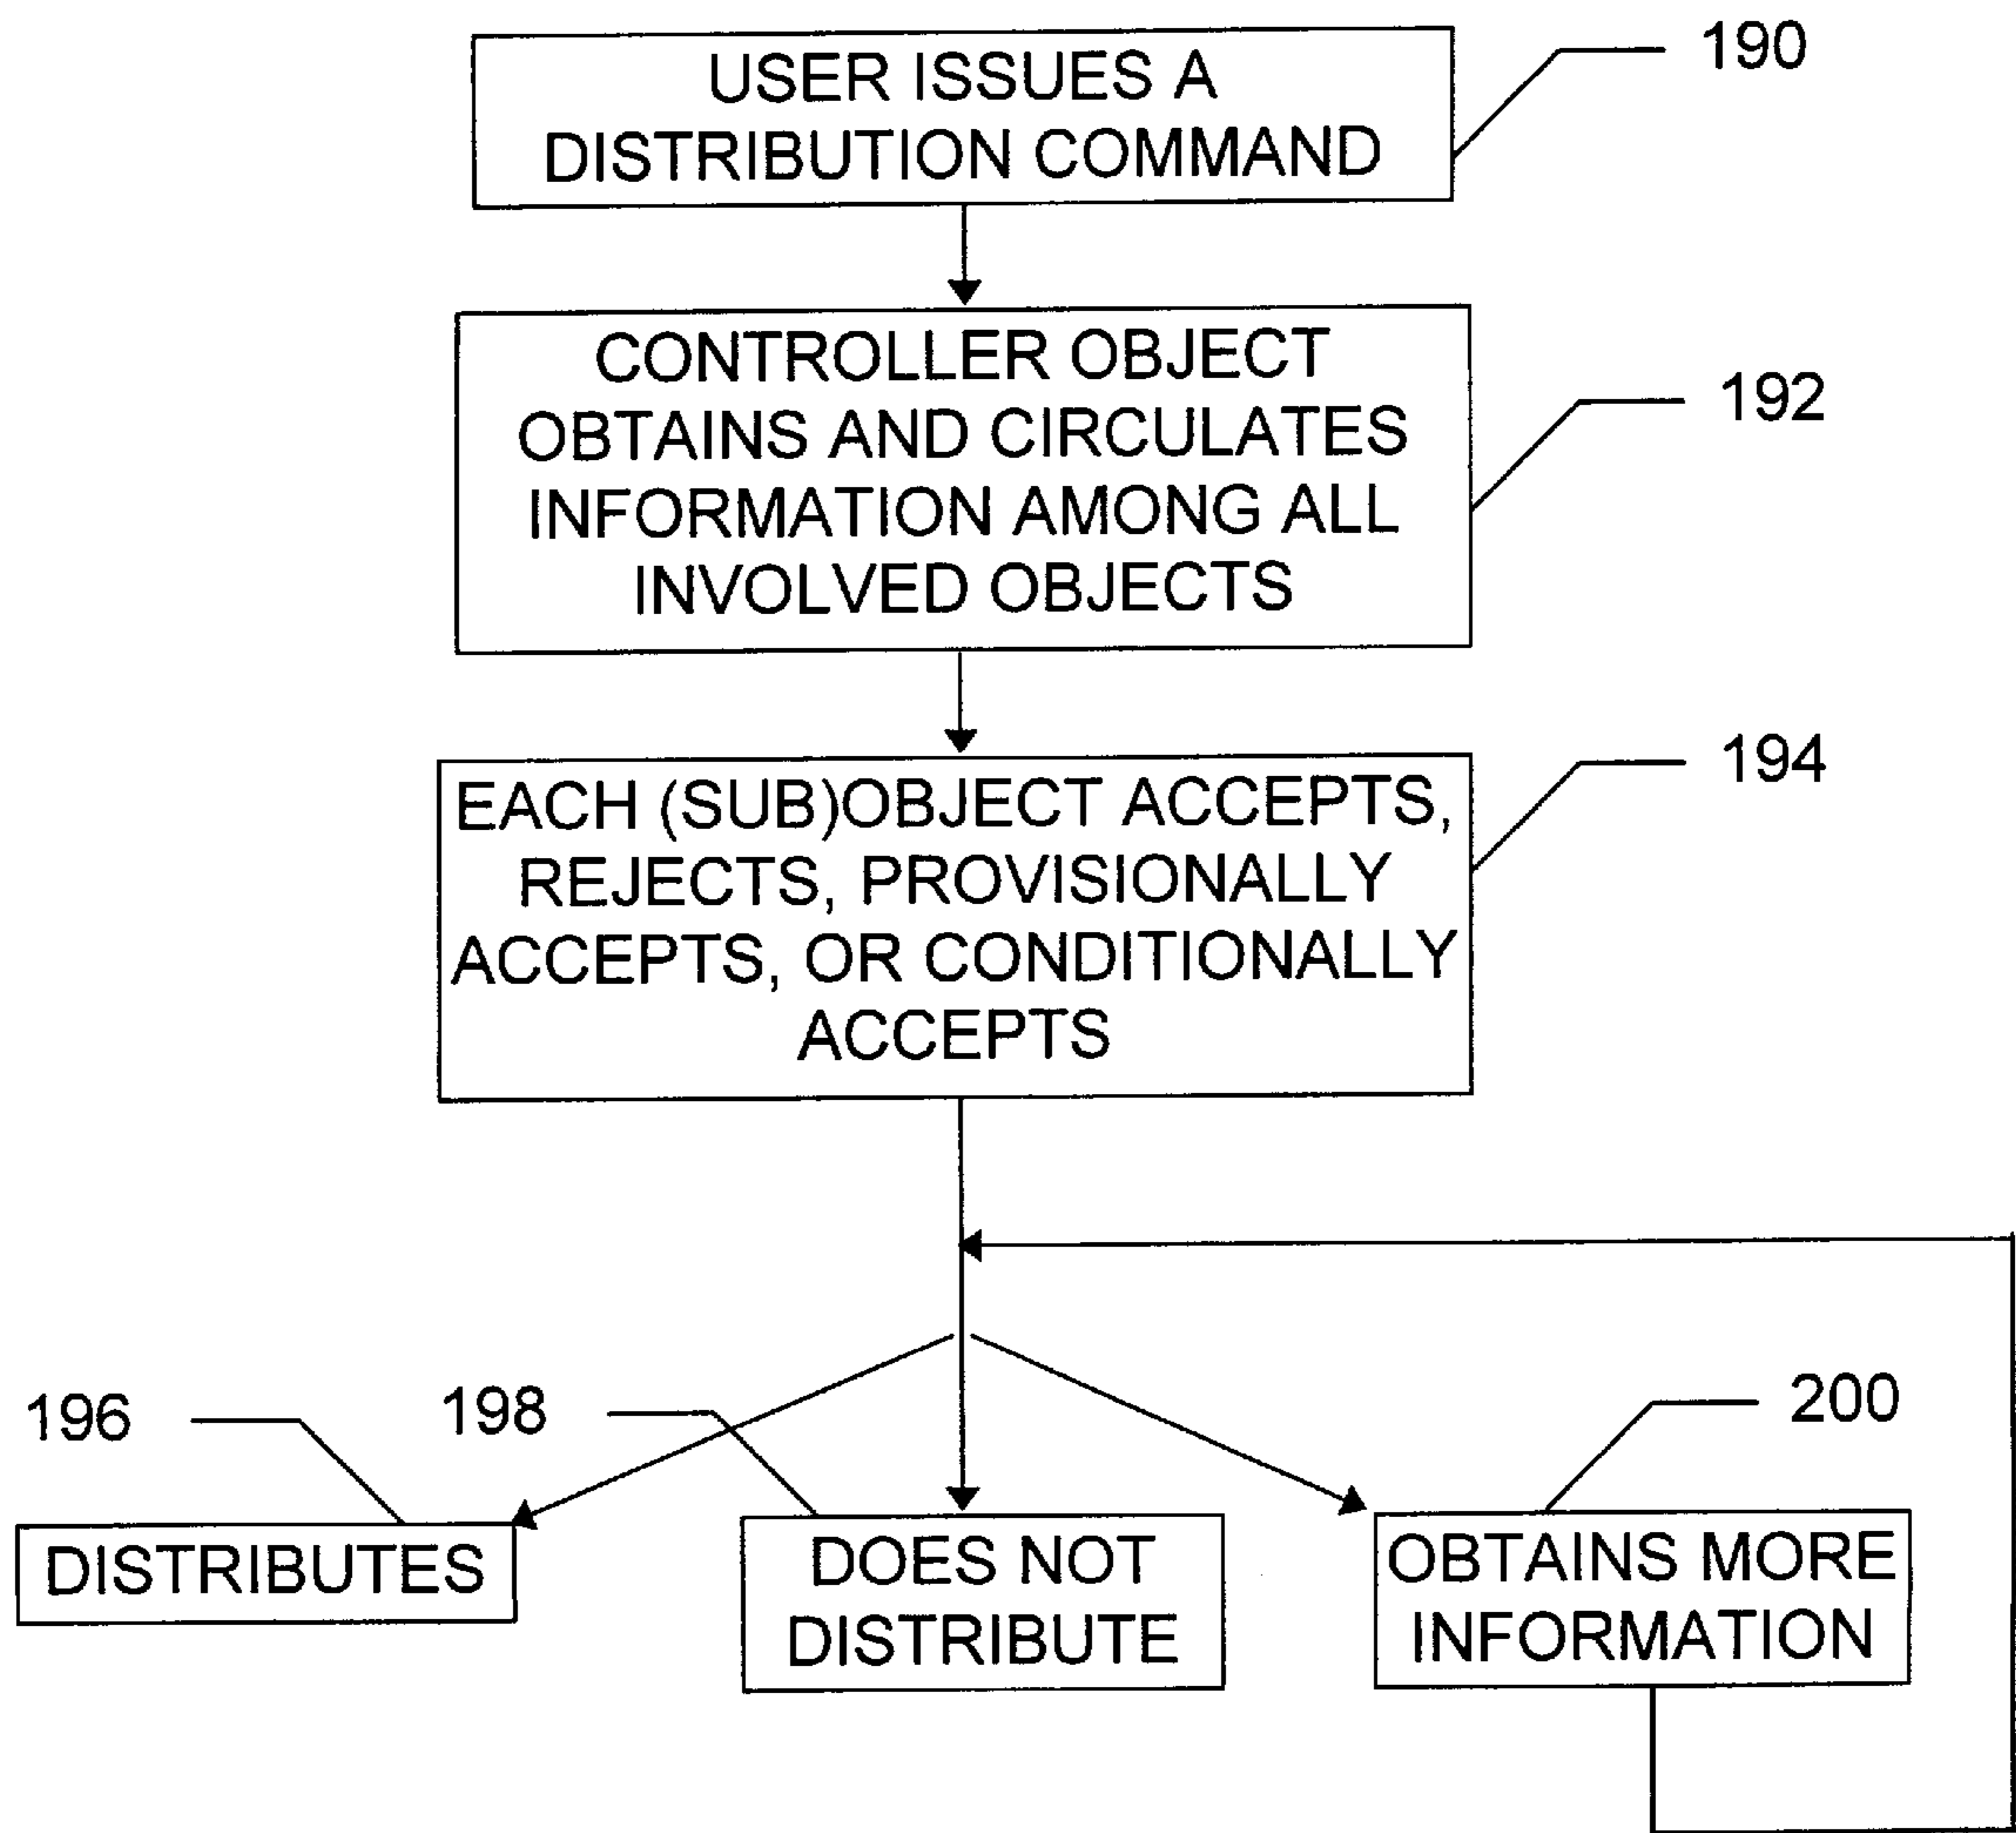 USER ISSUES A
DISTRIBUTION COMMAND
190
CONTROLLER OBJECT
OBTAINS AND CIRCULATES
INFORMATION AMONG ALL
INVOLVED OBJECTS
192
EACH (SUB)OBJECT ACCEPTS,
REJECTS, PROVISIONALLY
ACCEPTS, OR CONDITIONALLY
ACCEPTS
194
196
198
200
DISTRIBUTES
DOES NOT
DISTRIBUTE
OBTAINS MORE
INFORMATION